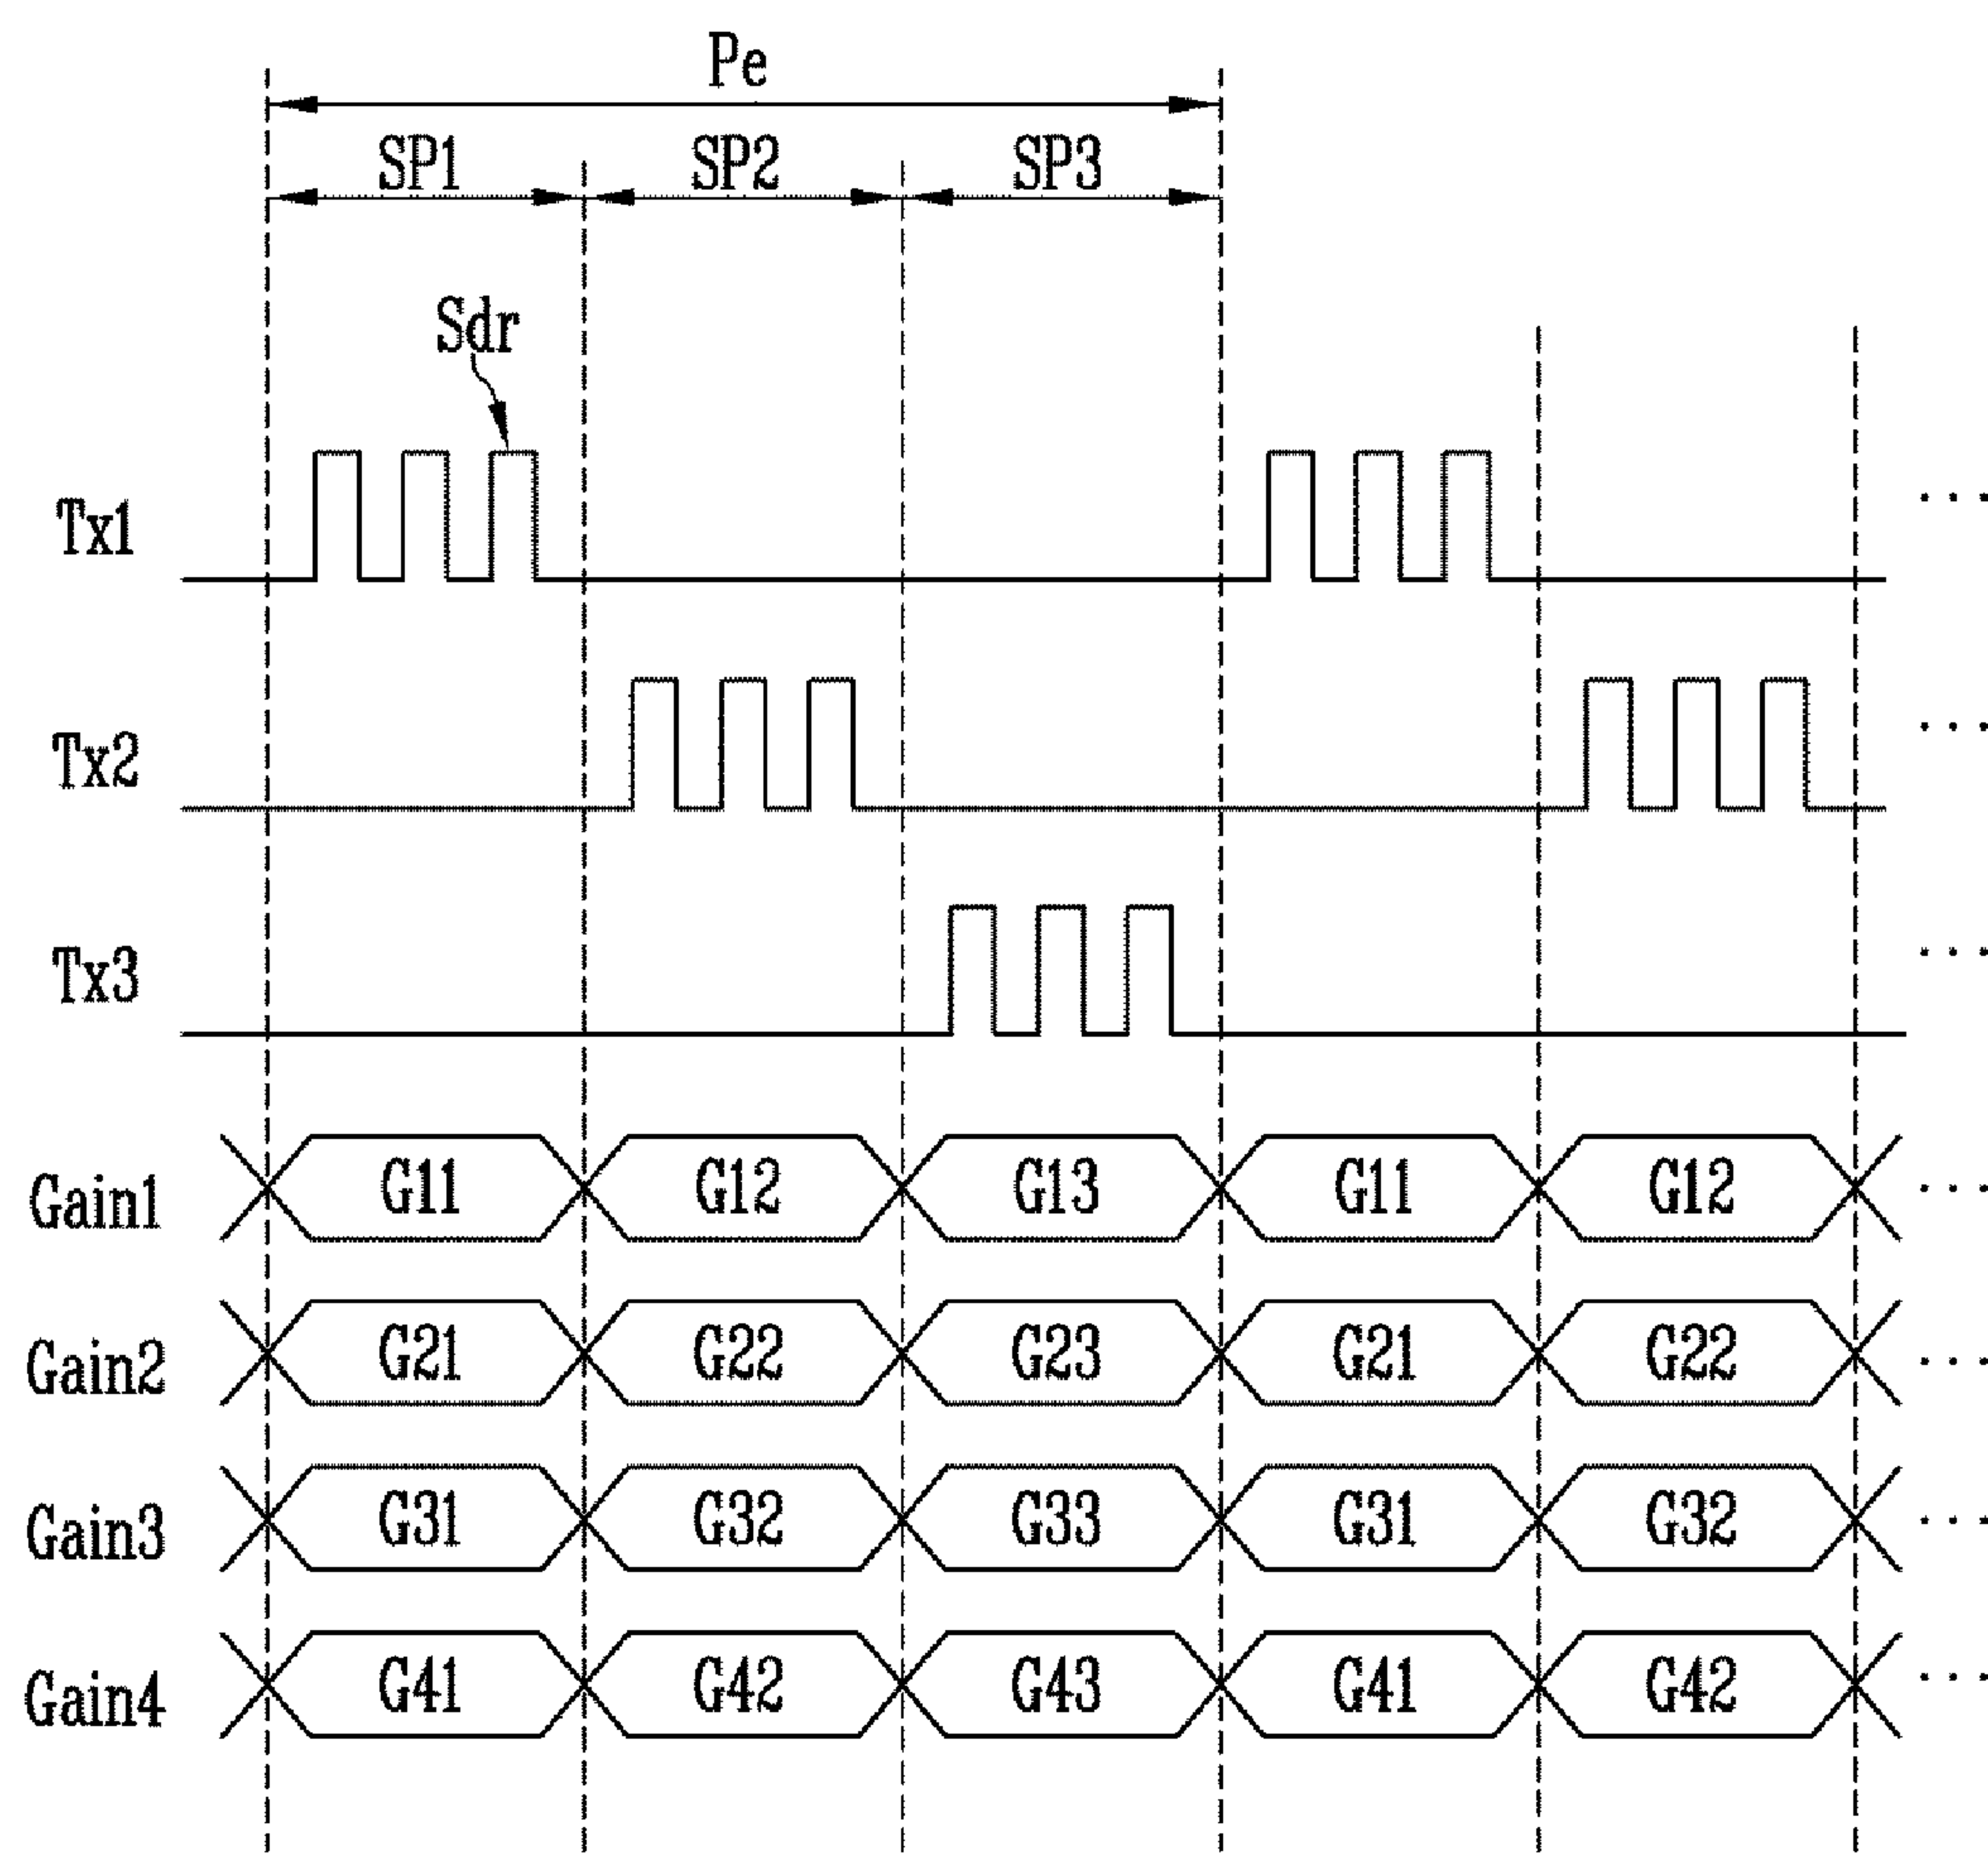 Pe
SP1 SP2 SP3
Sdr
Tx1 ...
Tx2 ...
Tx3 ...
Gain1 G11 G12 G13 G11 G12 ...
Gain2 G21 G22 G23 G21 G22 ...
Gain3 G31 G32 G33 G31 G32 ...
Gain4 G41 G42 G43 G41 G42 ...